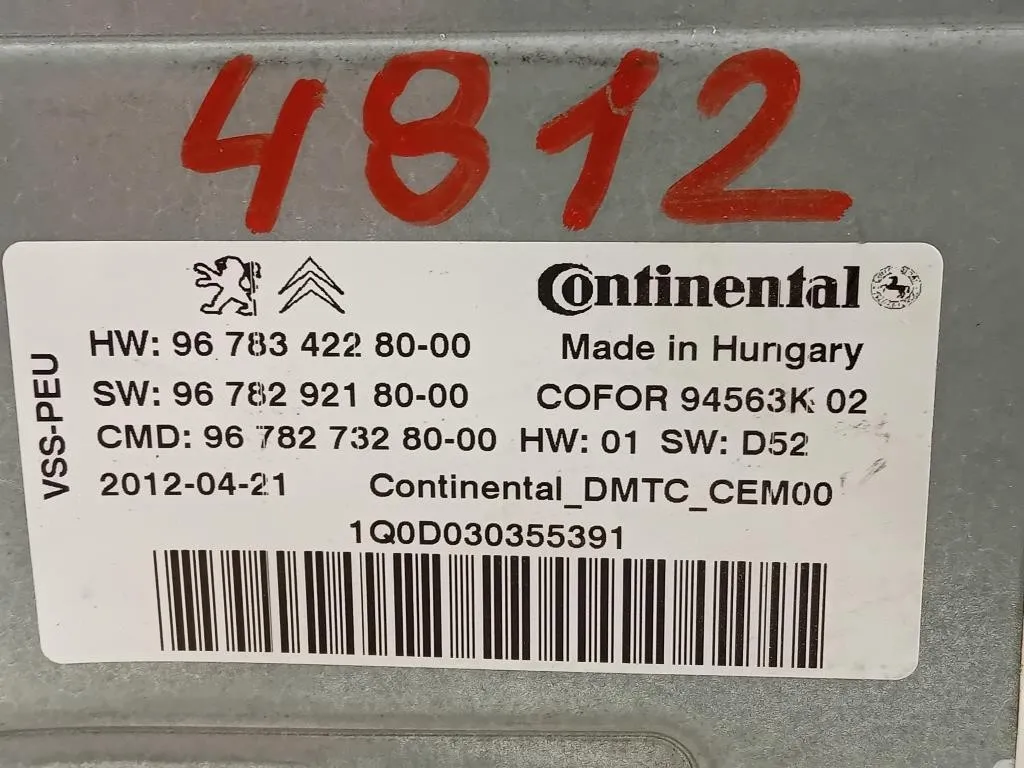 4812
Continental
HW: 96 783 422 80-00
Made in Hungary
SW: 96 782 921 80-00
COFOR 94563K 02
CMD: 96 782 732 80-00 HW: 01 SW: D52
2012-04-21 Continental_DMTC_CEM00
1Q0D030355391
VSS-PEU